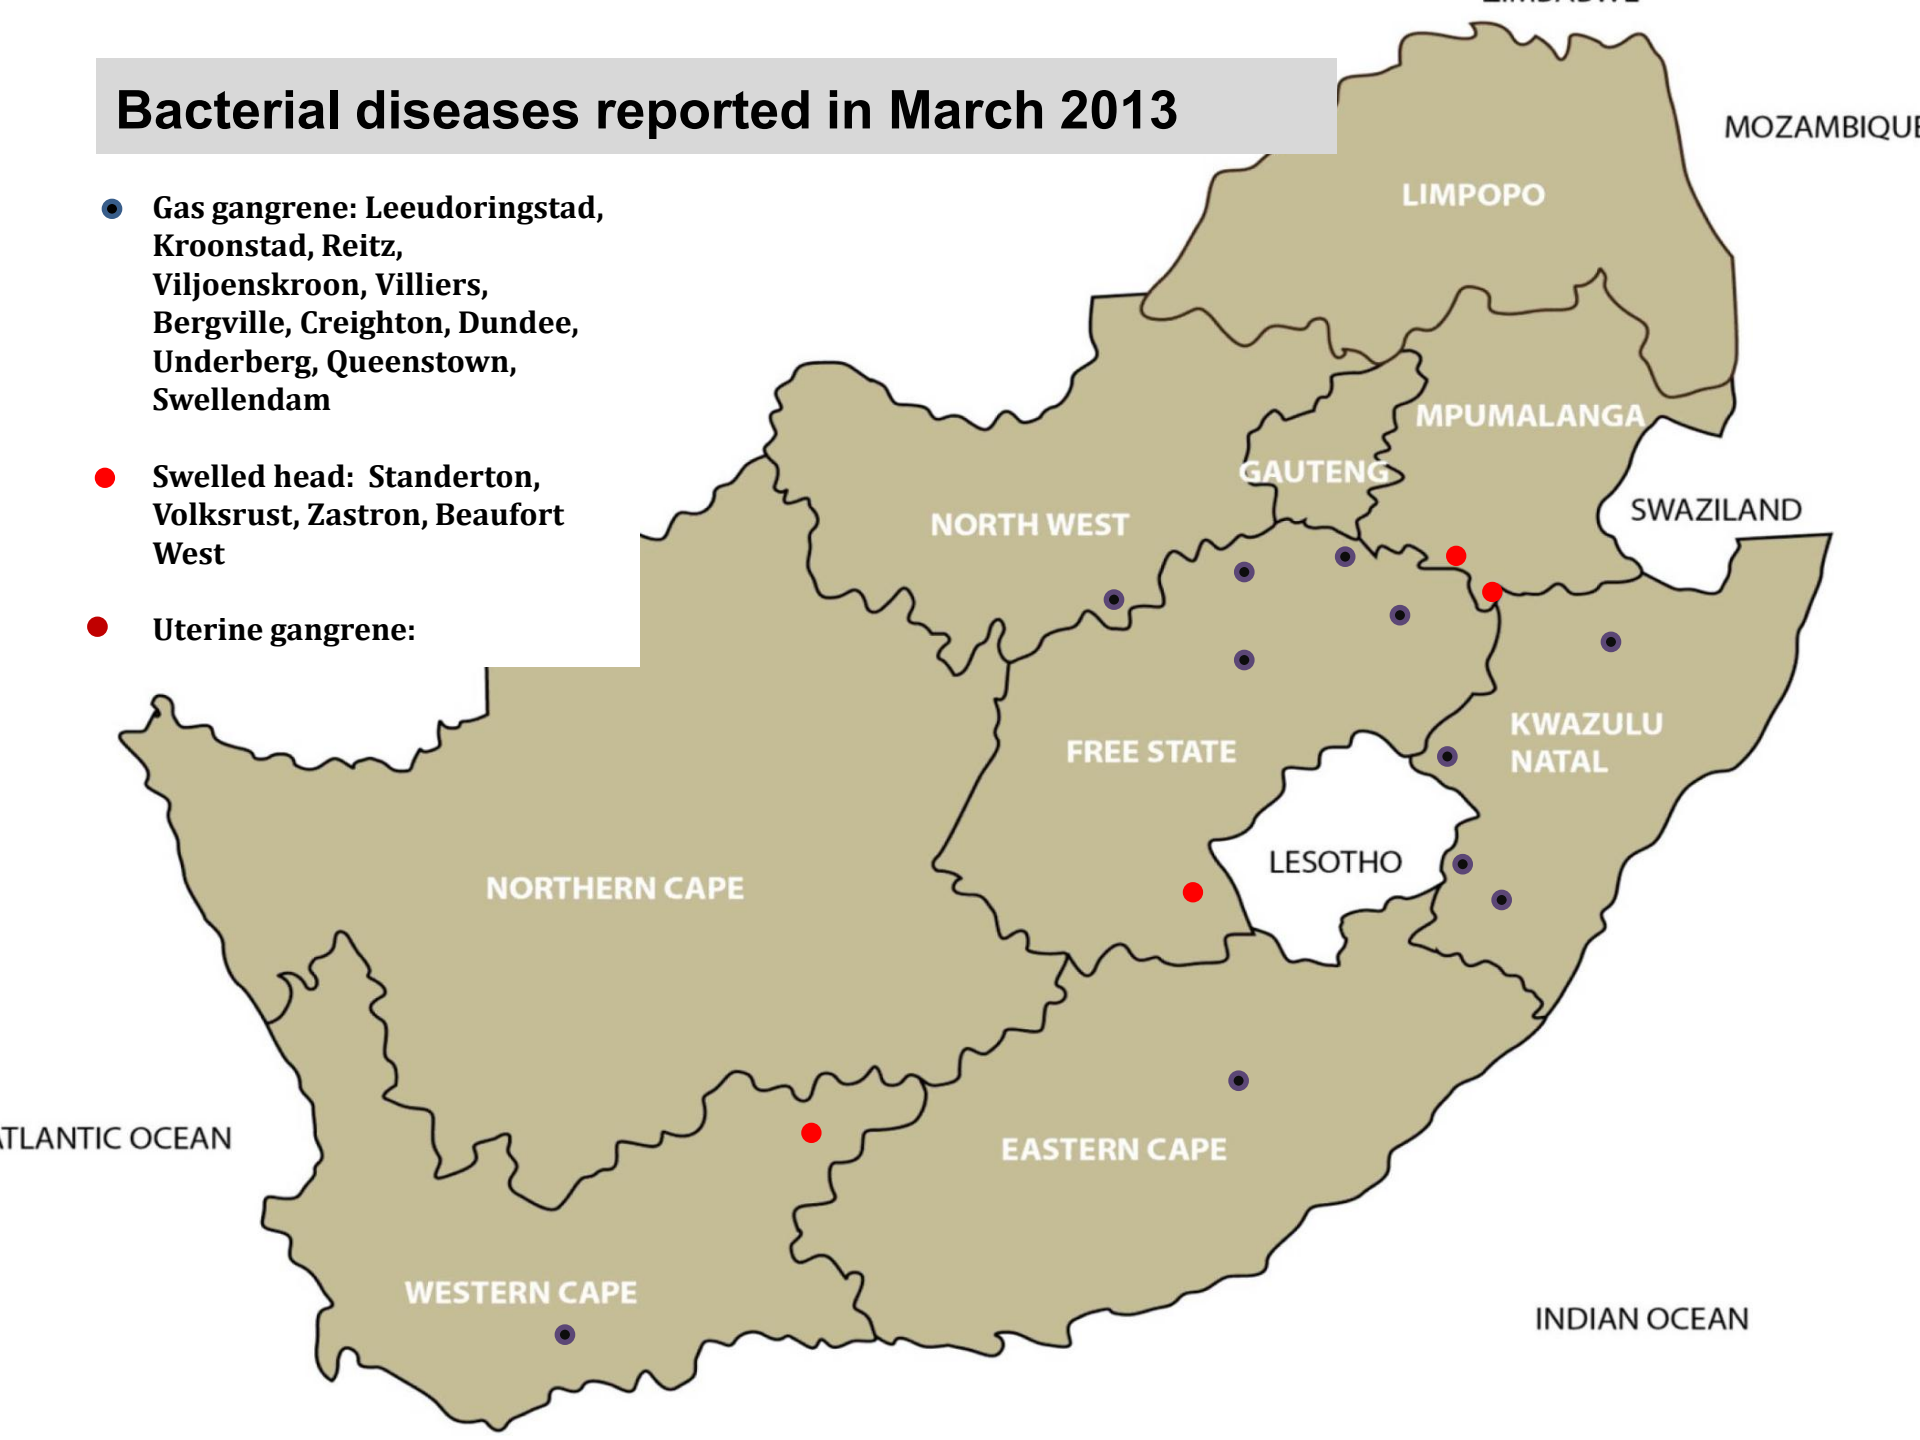 Bacterial diseases reported in March 2013
Gas gangrene: Leeudoringstad,
Kroonstad, Reitz,
Viljoenskroon, Villiers,
Bergville, Creighton, Dundee,
Underberg, Queenstown,
Swellendam
Swelled head:  Standerton,
Volksrust, Zastron, Beaufort
West
Uterine gangrene:
MOZAMBIQUE
LIMPOPO
MPUMALANGA
GAUTENG
SWAZILAND
NORTH WEST
KWAZULU
NATAL
FREE STATE
LESOTHO
NORTHERN CAPE
ATLANTIC OCEAN
EASTERN CAPE
WESTERN CAPE
INDIAN OCEAN